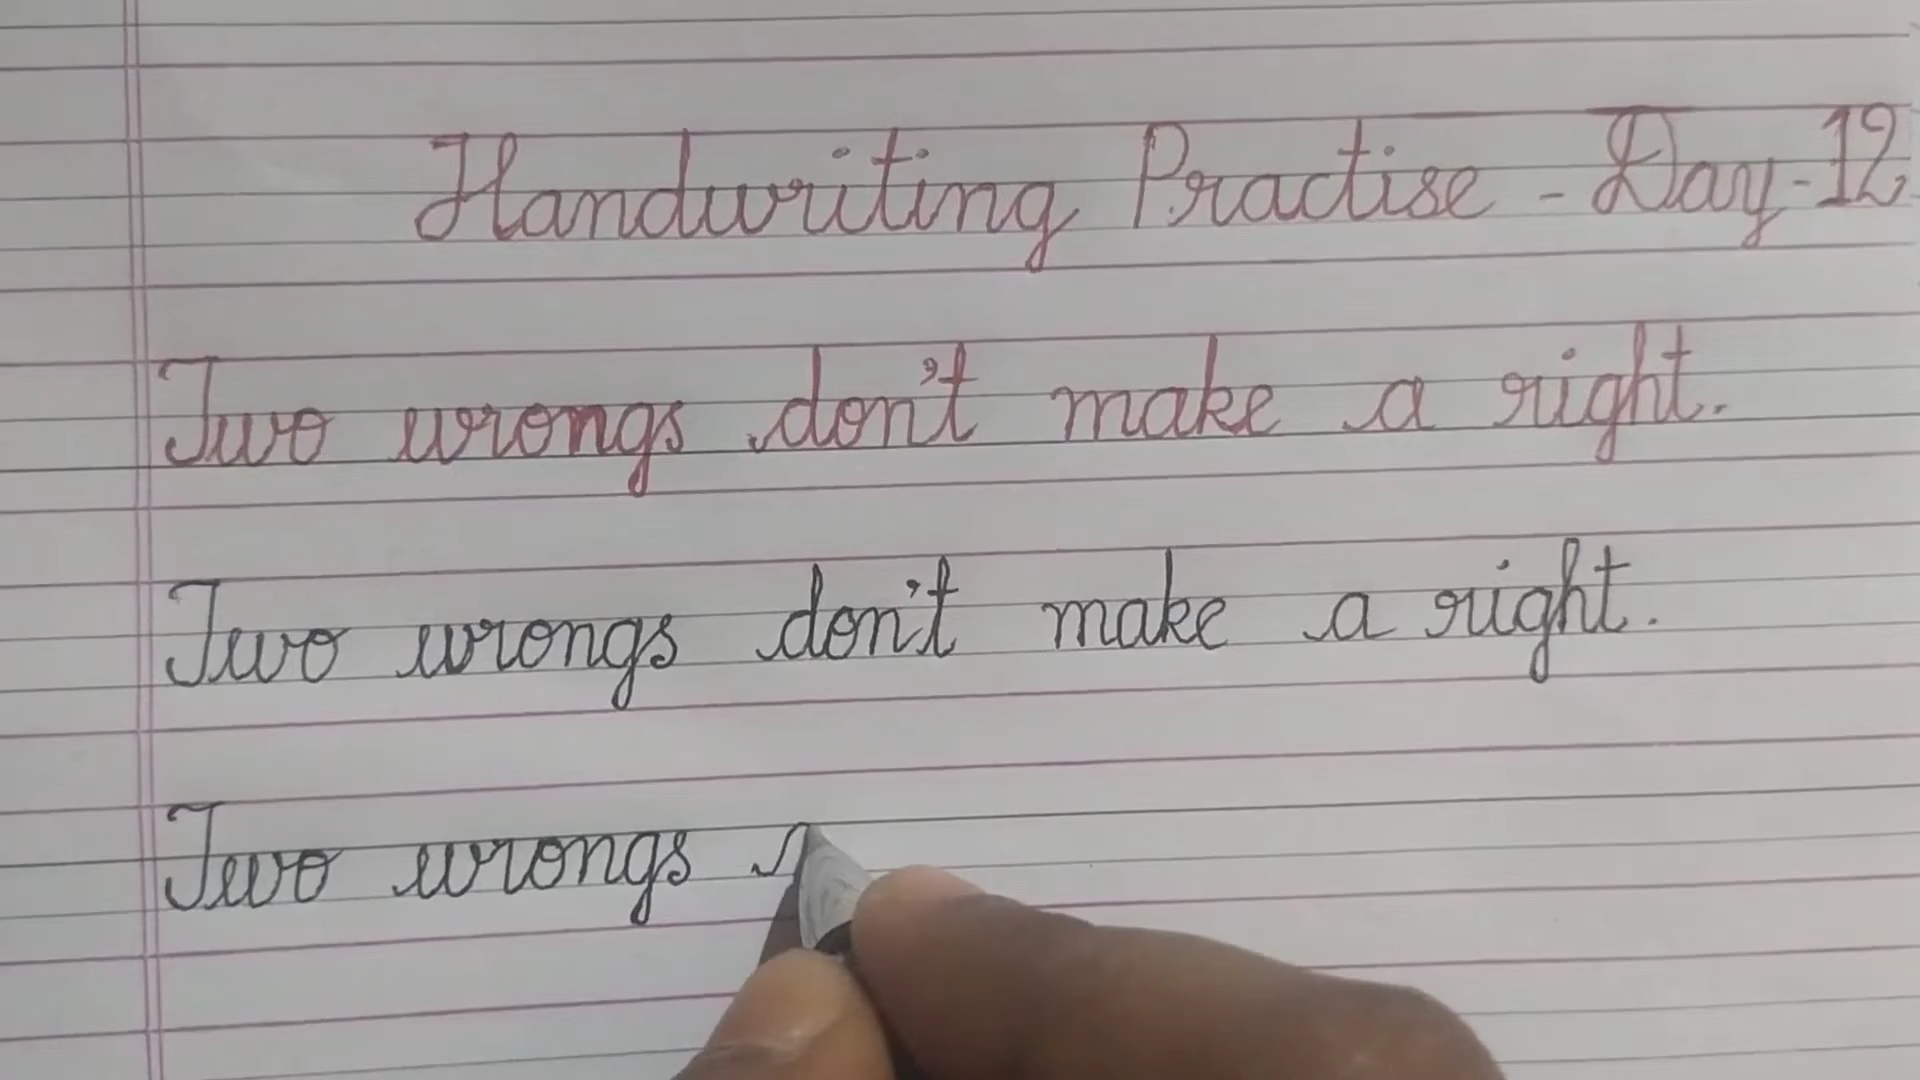 Handwriting Practise - Day-12
Two wrongs don't make a right.
Two wrongs don't make a right.
Two wrongs